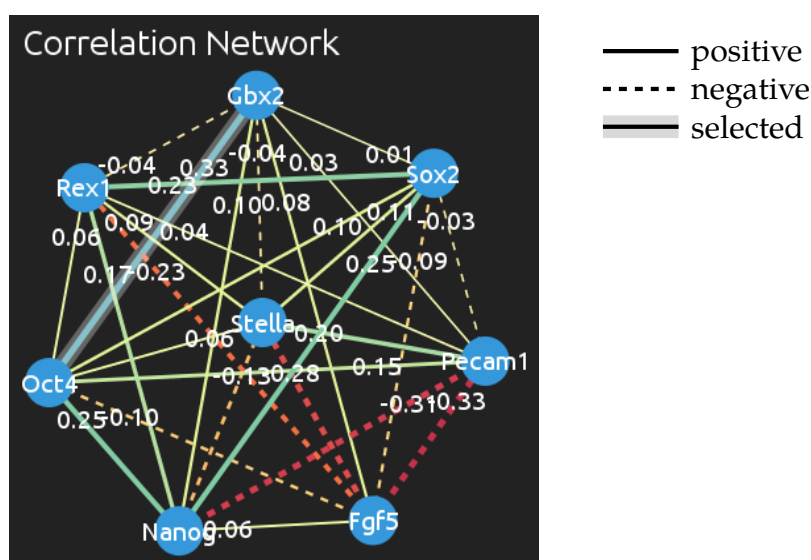 Correlation Network
positive
negative
selected
Gbx2
-0.04
0.33
-0.04
0.03
0.01
Rex1
0.23
Sox2
0.06
0.09
0.04
0.10
0.08
0.10
0.11
-0.03
0.17
-0.23
0.25
-0.09
Stella
0.20
0.06
Oct4
-0.13
-0.28
0.15
Pecam1
0.25
-0.10
-0.31
-0.33
Nanog
0.06
Fgf5